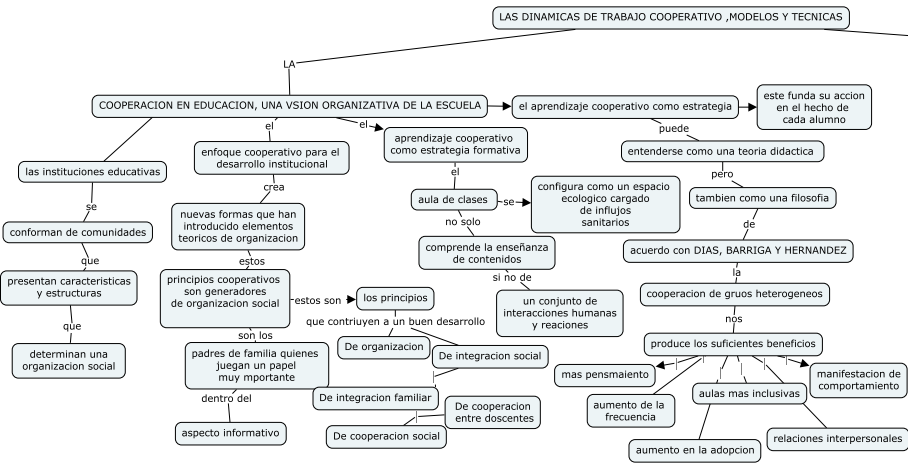 LAS DINAMICAS DE TRABAJO COOPERATIVO ,MODELOS Y TECNICAS
LA
COOPERACION EN EDUCACION, UNA VSION ORGANIZATIVA DE LA ESCUELA
el aprendizaje cooperativo como estrategia
este funda su accion
en el hecho de
cada alumno
el
el
puede
las instituciones educativas
enfoque cooperativo para el
desarrollo institucional
aprendizaje cooperativo
como estrategia formativa
entenderse como una teoria didactica
se
crea
el
pero
conforman de comunidades
nuevas formas que han
introducido elementos
teoricos de organizacion
aula de clases
se
configura como un espacio
ecologico cargado
de influjos
sanitarios
tambien como una filosofia
que
estos
no solo
de
presentan caracteristicas
y estructuras
principios cooperativos
son generadores
de organizacion social
comprende la enseñanza
de contenidos
acuerdo con DIAS, BARRIGA Y HERNANDEZ
que
estos son
los principios
si no de
la
determinan una
organizacion social
son los
que contriuyen a un buen desarrollo
un conjunto de
interacciones humanas
y reaciones
cooperacion de gruos heterogeneos
nos
padres de familia quienes
juegan un papel
muy mportante
De organizacion
De integracion social
produce los suficientes beneficios
dentro del
De integracion familiar
mas pensmaiento
manifestacion de
comportamiento
aspecto informativo
De cooperacion
entre doscentes
De cooperacion social
aumento de la
frecuencia
aulas mas inclusivas
aumento en la adopcion
relaciones interpersonales